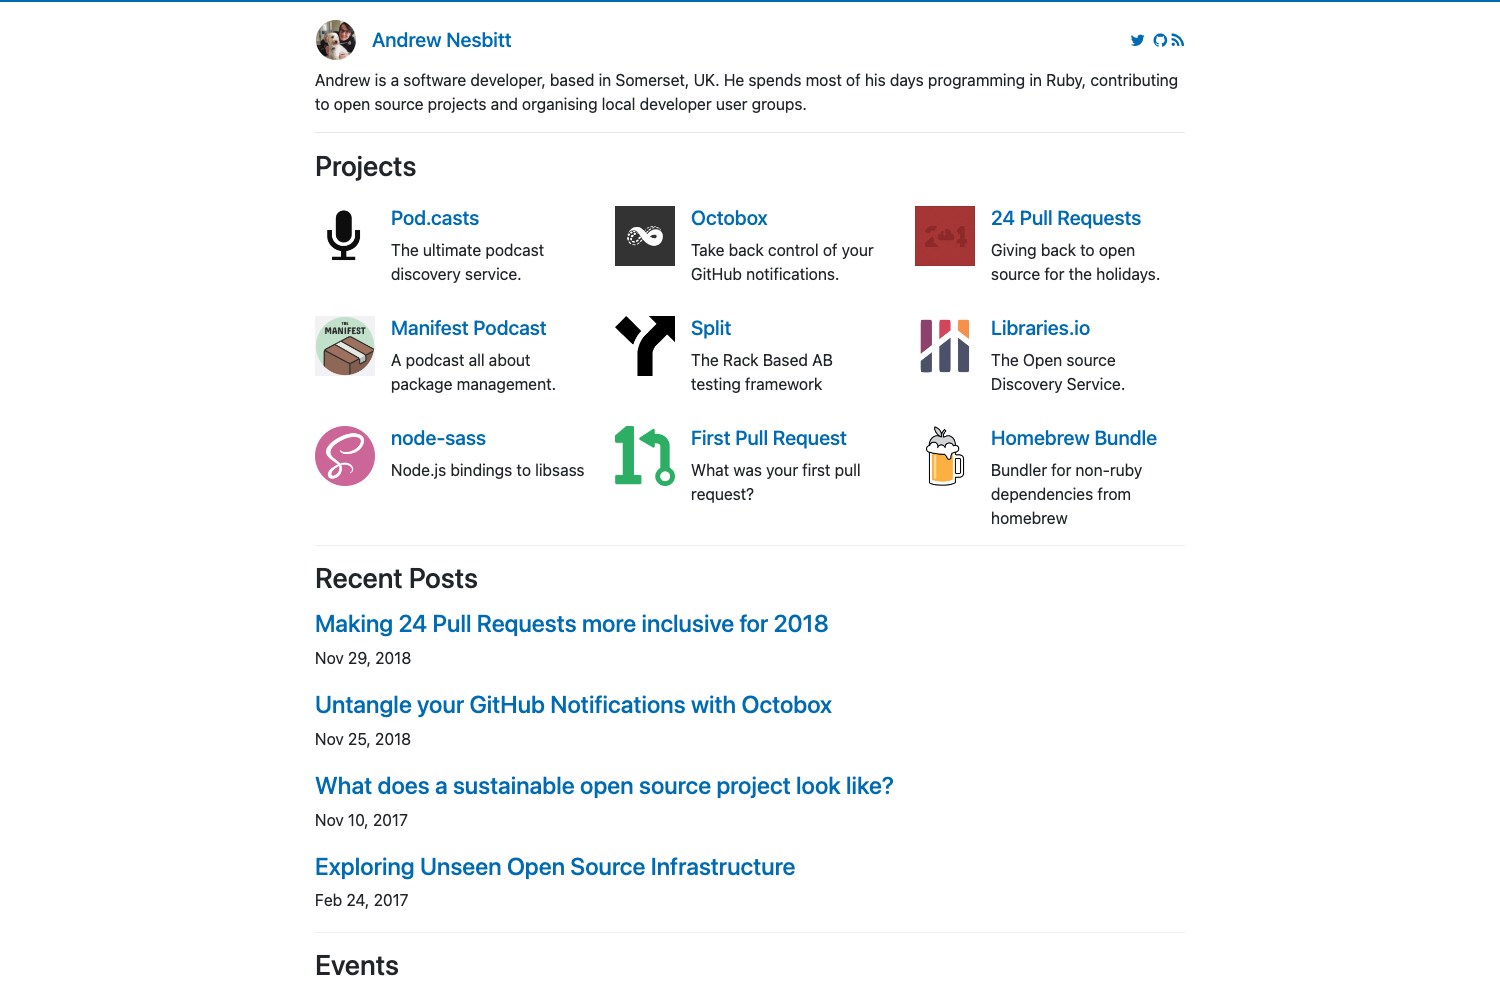 Andrew Nesbitt
Andrew is a software developer, based in Somerset, UK. He spends most of his days programming in Ruby, contributing
to open source projects and organising local developer user groups.
Projects
Pod.casts
The ultimate podcast
discovery service.
Octobox
Take back control of your
GitHub notifications.
24 Pull Requests
Giving back to open
source for the holidays.
THE
MANIFEST
Manifest Podcast
A podcast all about
package management.
Split
The Rack Based AB
testing framework
Libraries.io
The Open source
Discovery Service.
node-sass
Node.js bindings to libsass
First Pull Request
What was your first pull
request?
Homebrew Bundle
Bundler for non-ruby
dependencies from
homebrew
Recent Posts
Making 24 Pull Requests more inclusive for 2018
Nov 29, 2018
Untangle your GitHub Notifications with Octobox
Nov 25, 2018
What does a sustainable open source project look like?
Nov 10, 2017
Exploring Unseen Open Source Infrastructure
Feb 24, 2017
Events